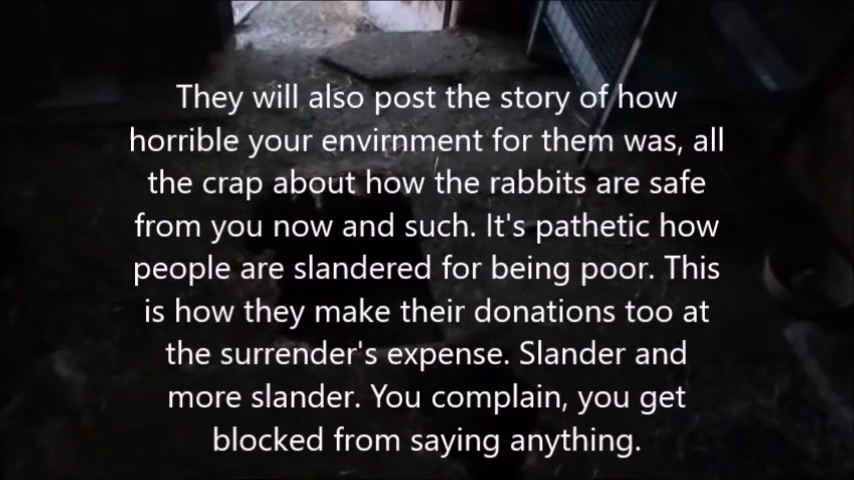 They will also post the story of how
horrible your envirnment for them was, all
the crap about how the rabbits are safe
from you now and such. It's pathetic how
people are slandered for being poor. This
is how they make their donations too at
the surrender's expense. Slander and
more slander. You complain, you get
blocked from saying anything.